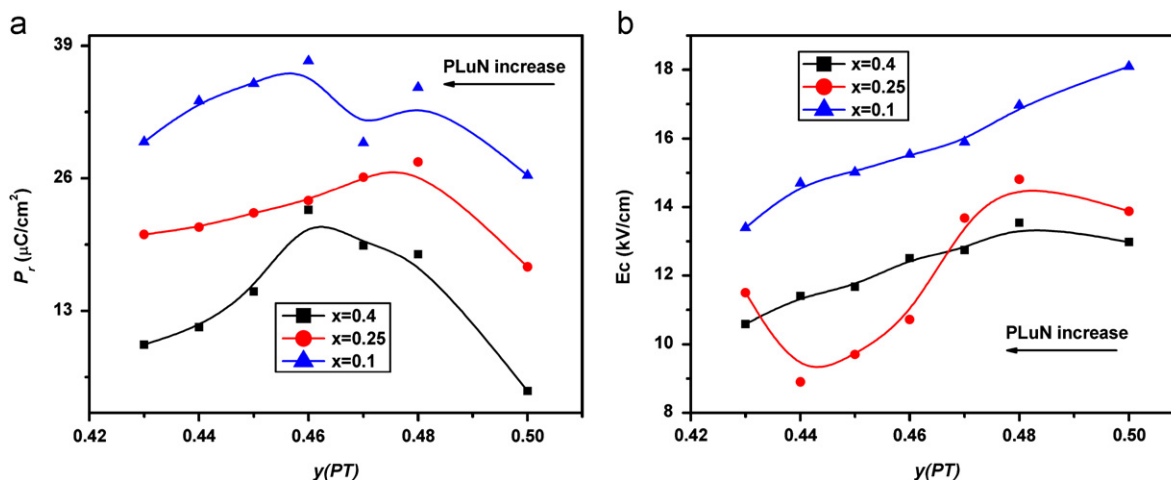 a
39
26
13
Pr (μC/cm²)
PLuN increase
x=0.4
x=0.25
x=0.1
0.42 0.44 0.46 0.48 0.50
y(PT)
b
18
16
14
12
10
8
Ec (kV/cm)
x=0.4
x=0.25
x=0.1
PLuN increase
0.42 0.44 0.46 0.48 0.50
y(PT)